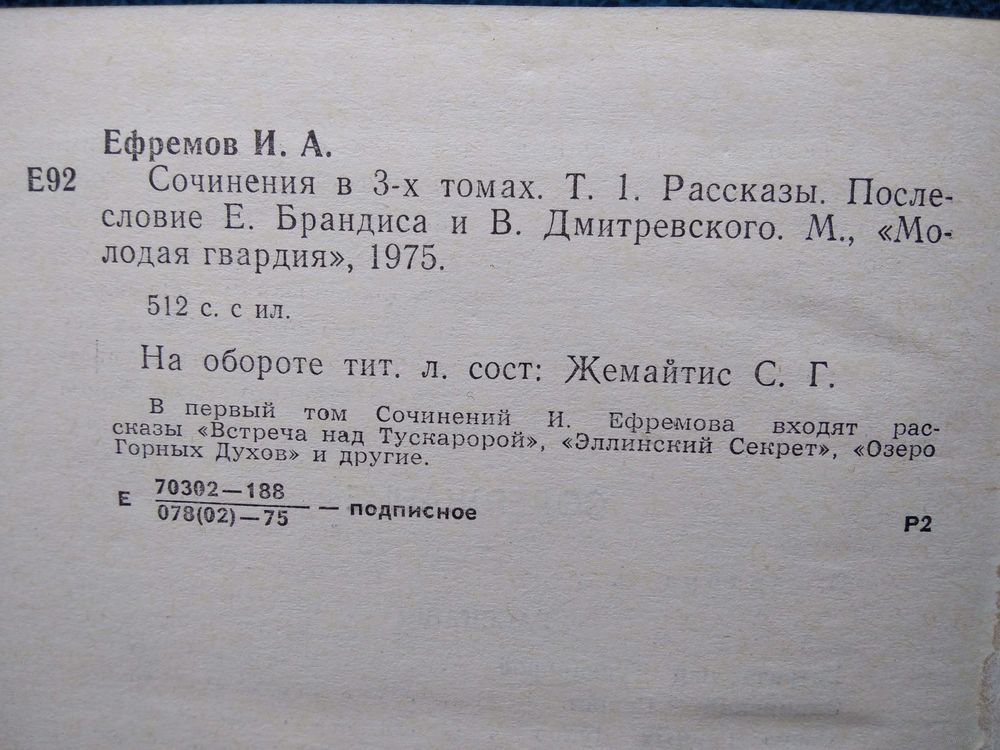 Ефремов И. А.
Е92 Сочинения в 3-х томах. Т. 1. Рассказы. После-
словие Е. Брандиса и В. Дмитревского. М., «Мо-
лодая гвардия», 1975.
512 с. с ил.
На обороте тит. л. сост: Жемайтис С. Г.
В первый том Сочинений И. Ефремова входят рас-
сказы «Встреча над Тускаророй», «Эллинский Секрет», «Озеро
Горных Духов» и другие.
Е 70302—188
078(02)—75 — подписное
Р2